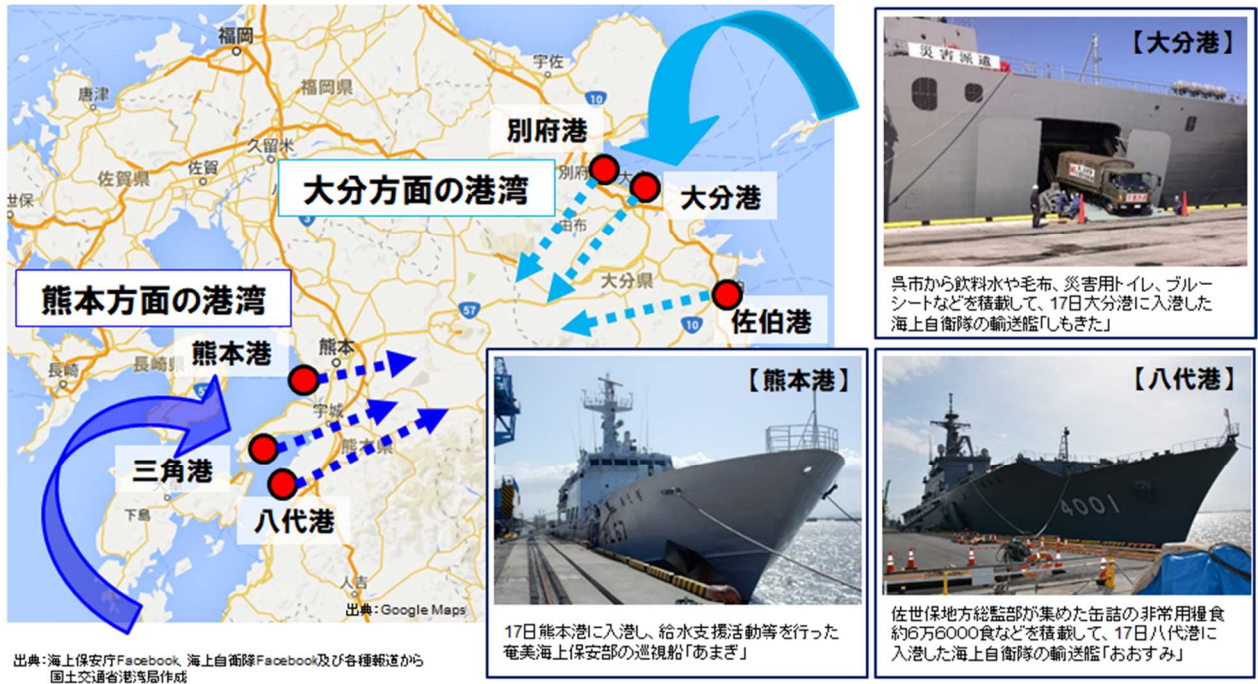 福岡
宇佐
唐津
福岡県
10
【大分港】
災害派遣
別府港
久留米
佐賀県
佐賀
別府
大
世保
大分方面の港湾
大分港
3
由布
大分県
呉市から飲料水や毛布、災害用トイレ、ブルー
シートなどを積載して、17日大分港に入港した
海上自衛隊の輸送艦「しもきた」
熊本方面の港湾
57
10
佐伯港
長崎県
熊本港
熊本
長崎
【熊本港】
【八代港】
宇城
熊本県
三角港
下島
八代港
PL67
4001
人吉
出典:Google Maps
17日熊本港に入港し、給水支援活動等を行った
奄美海上保安部の巡視船「あまぎ」
佐世保地方総監部が集めた缶詰の非常用糧食
約6万6000食などを積載して、17日八代港に
入港した海上自衛隊の輸送艦「おおすみ」
出典:海上保安庁Facebook、海上自衛隊Facebook及び各種報道から
国土交通省港湾局作成